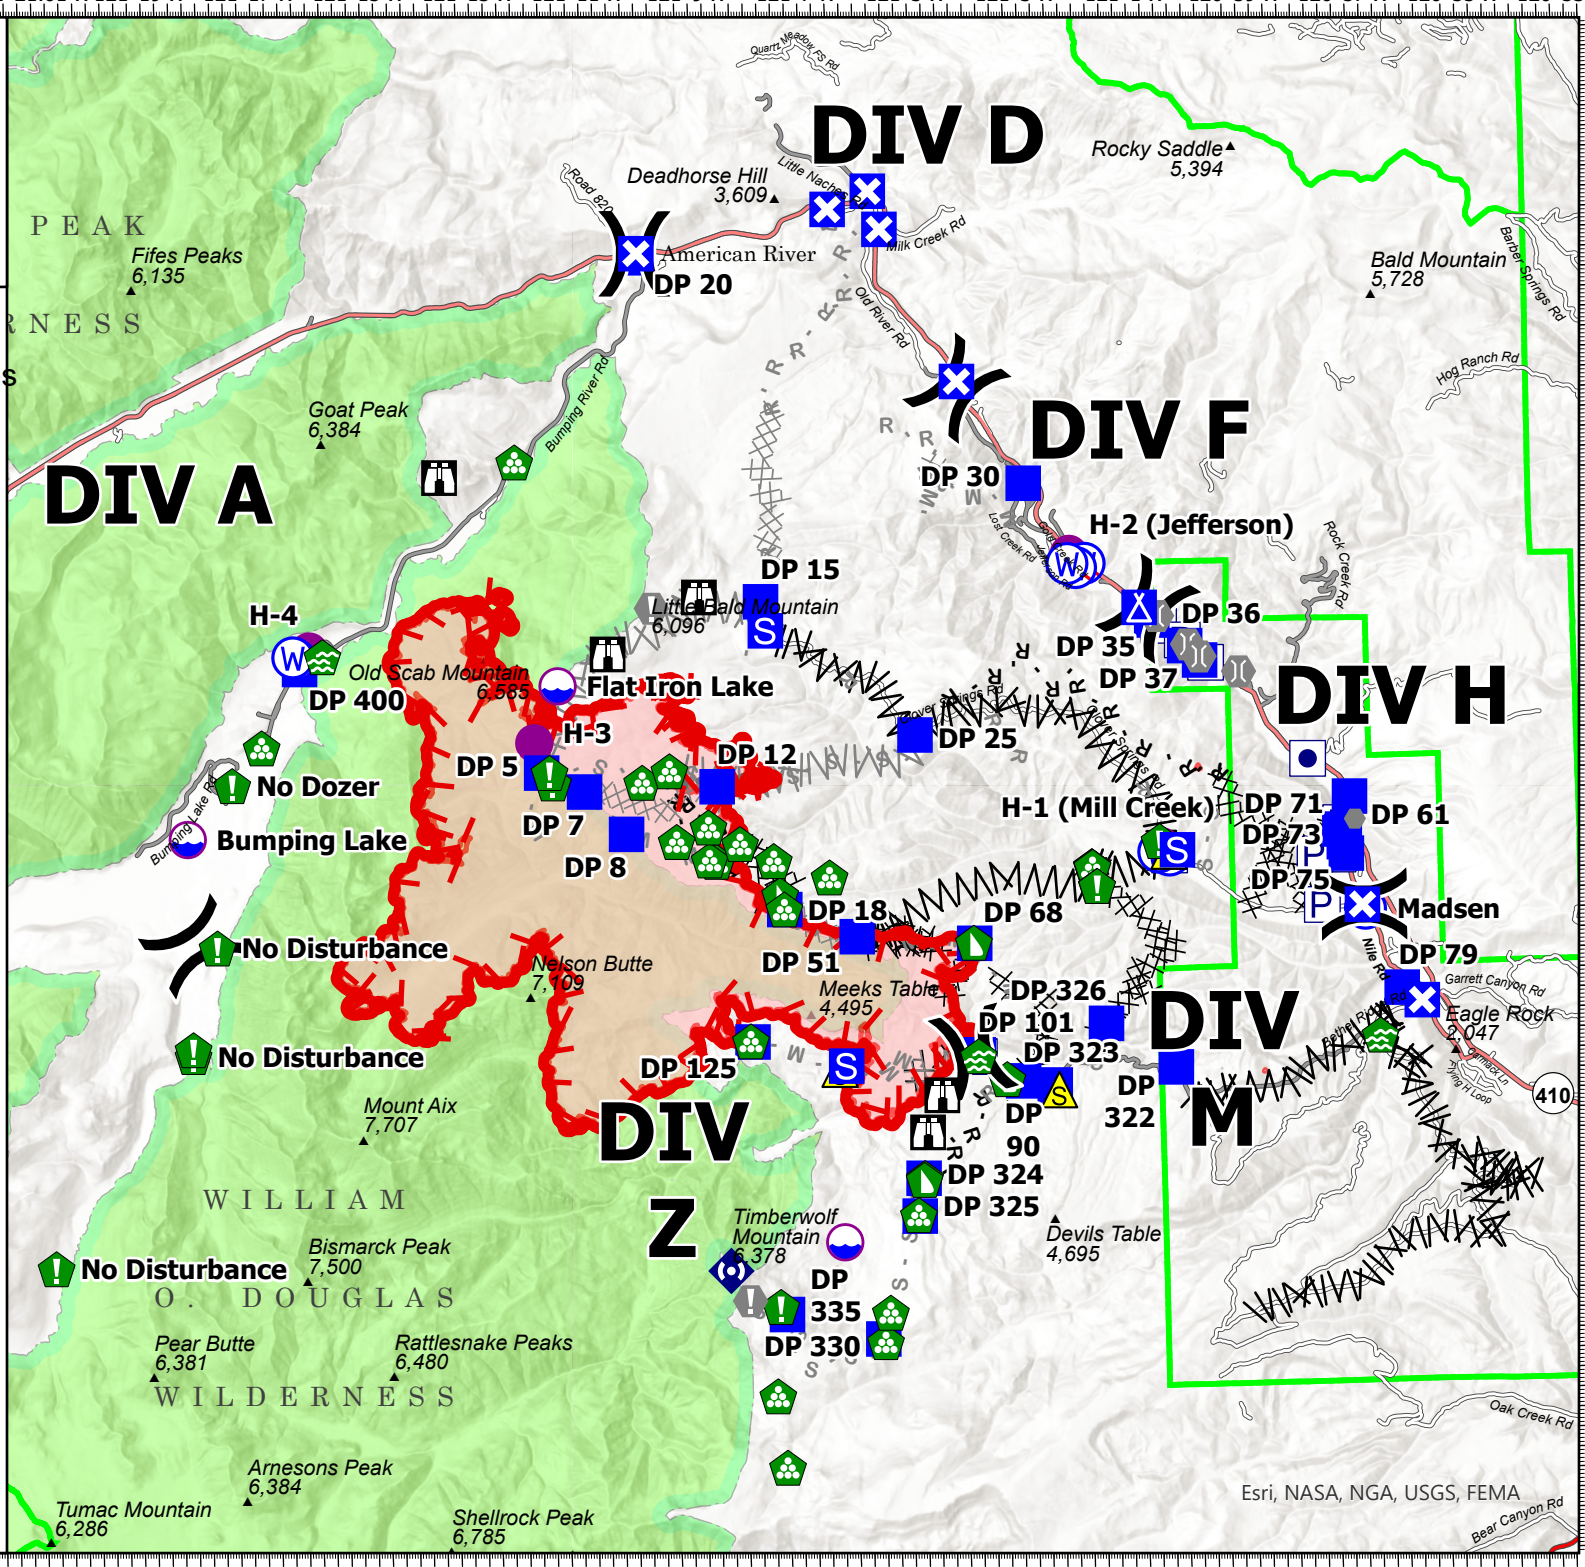 Quartz Meadow FS Rd
DIV D
Rocky Saddle
5,394
Little Naches Rd
Deadhorse Hill
3,609
Road 820
PEAK
Fifes Peaks
6,135
American River
Milk Creek Rd
DP 20
Bald Mountain
5,728
Barber Springs Rd
RNESS
Old River Rd
S
Hog Ranch Rd
Goat Peak
6,384
Bumping River Rd
DIV F
DIV A
DP 30
H-2 (Jefferson)
Lost Creek Rd
Rock Creek Rd
DP 15
Little Bald Mountain
6,096
H-4
W
W
S
DP 36
DP 35
DP 37
Old Scab Mountain
6,585
Flat Iron Lake
DP 400
DIV H
Clover Springs Rd
H-3
DP 25
DP 12
DP 5
No Dozer
H-1 (Mill Creek)
DP 71
DP 61
DP 7
DP 73
Bumping Lake Rd
Bumping Lake
S
P
DP 8
DP 75
DP 18
DP 68
P
Madsen
No Disturbance
DP 51
Nile Rd
DP 79
Nelson Butte
7,109
Meeks Table
4,495
DP 326
Garrett Canyon Rd
DIV
M
Bethel Ridge Rd
Eagle Rock
2,047
DP 101
No Disturbance
DP 125
S
DP 323
DP
322
S
Flying H Loop
410
Mount Aix
7,707
DIV
Z
DP
90
DP 324
DP 325
WILLIAM
Timberwolf
Mountain
6,378
Devils Table
4,695
No Disturbance
Bismarck Peak
7,500
O. DOUGLAS
DP
335
DP 330
Pear Butte
6,381
Rattlesnake Peaks
6,480
WILDERNESS
Oak Creek Rd
Arnesons Peak
6,384
Esri, NASA, NGA, USGS, FEMA
Tumac Mountain
6,286
Shellrock Peak
6,785
Bear Canyon Rd